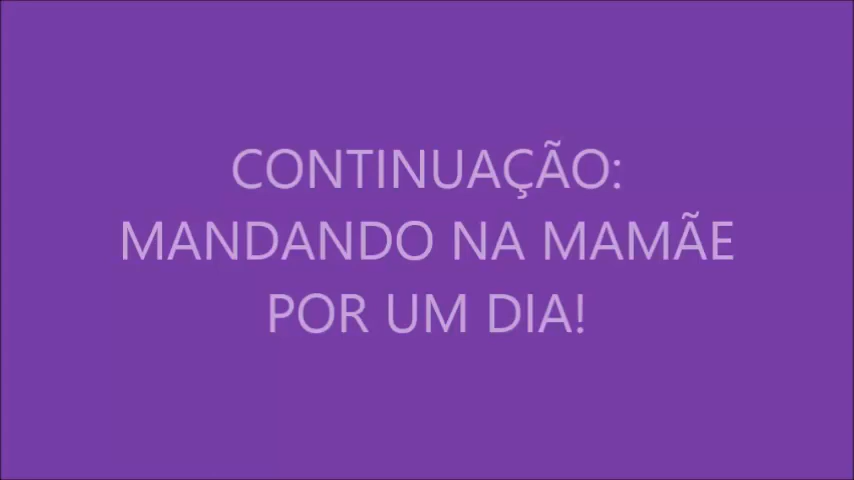 CONTINUAÇÃO:
MANDANDO NA MAMÃE
POR UM DIA!